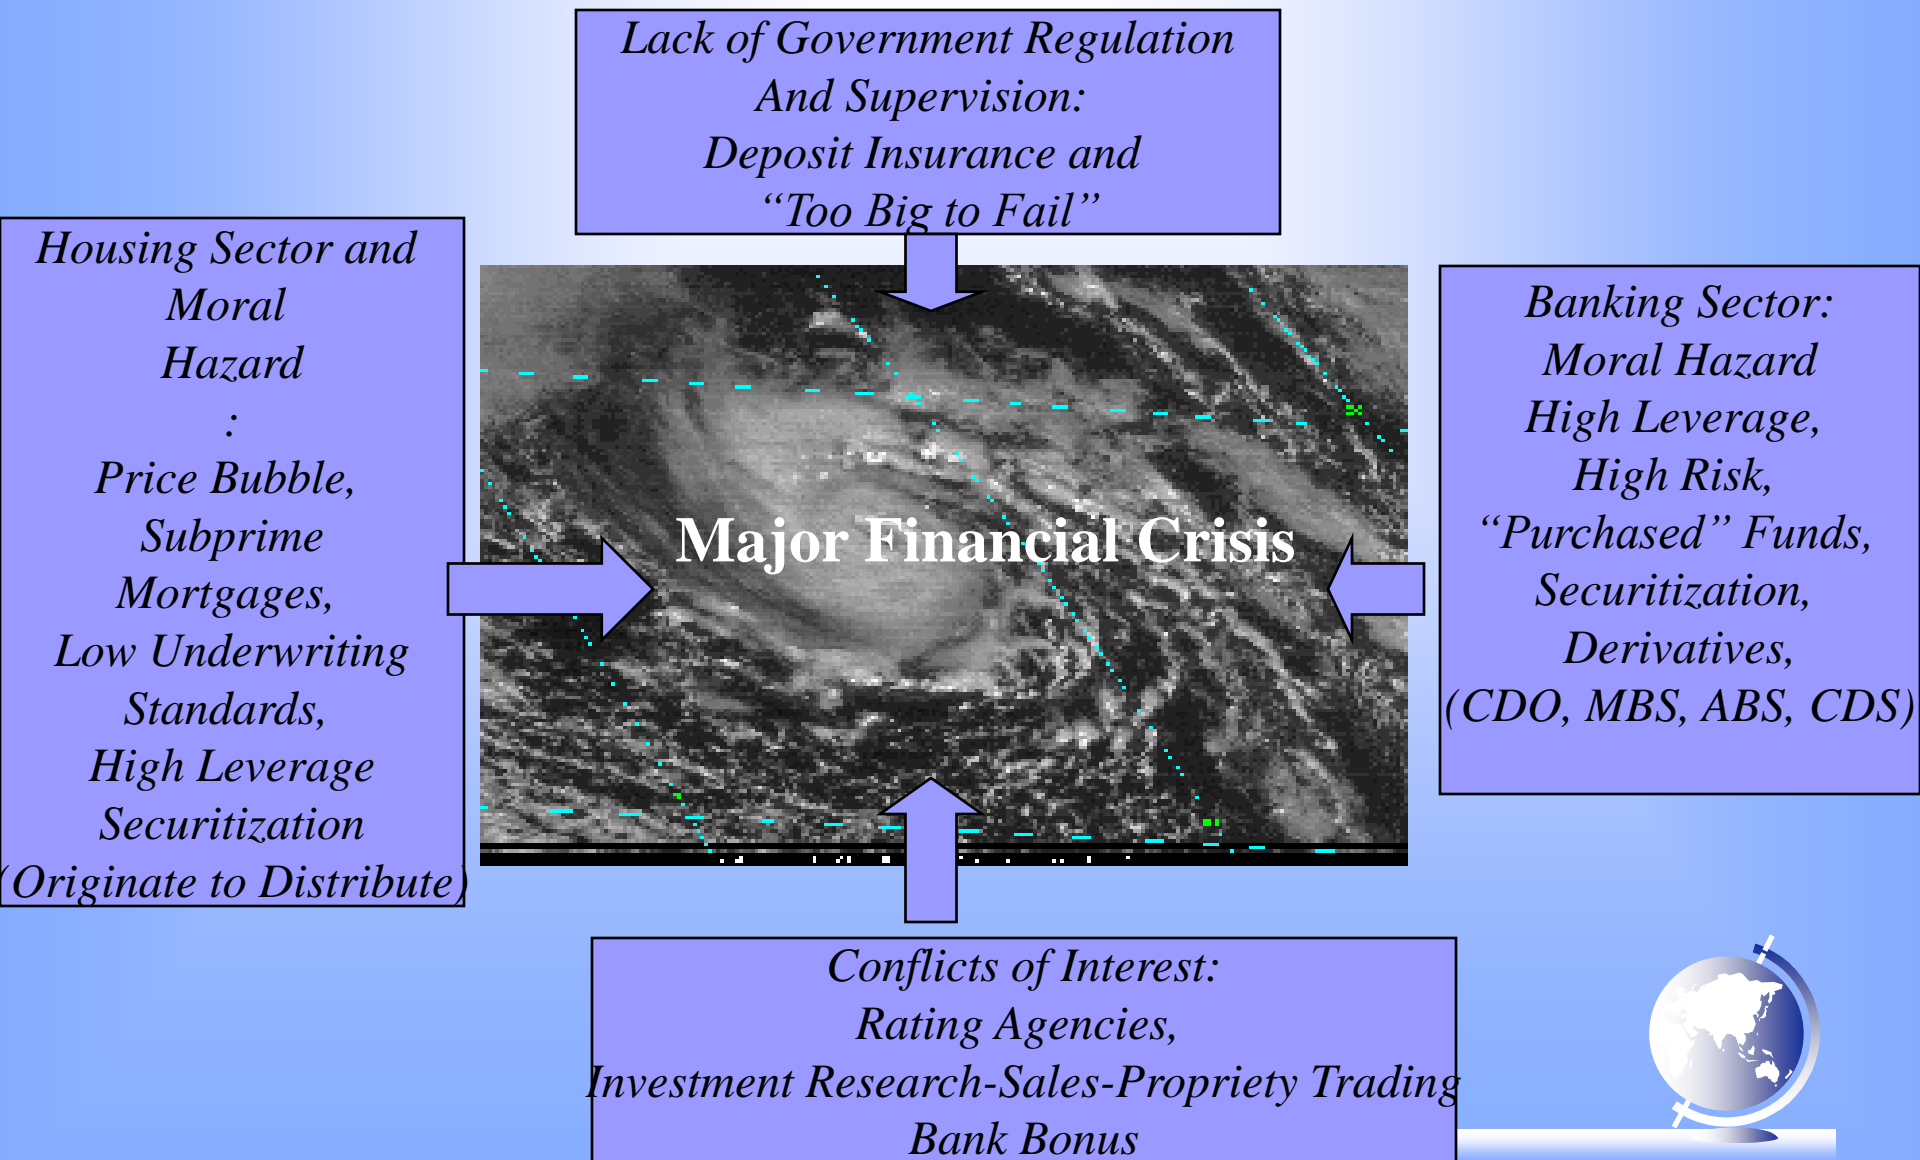 Lack of Government Regulation
And Supervision:
Deposit Insurance and
“Too Big to Fail”
Housing Sector and
Moral
Hazard
:
Price Bubble,
Subprime
Mortgages,
Low Underwriting
Standards,
High Leverage
Securitization
(Originate to Distribute)
Major Financial Crisis
Banking Sector:
Moral Hazard
High Leverage,
High Risk,
“Purchased” Funds,
Securitization,
Derivatives,
(CDO, MBS, ABS, CDS)
Conflicts of Interest:
Rating Agencies,
Investment Research-Sales-Propriety Trading
Bank Bonus